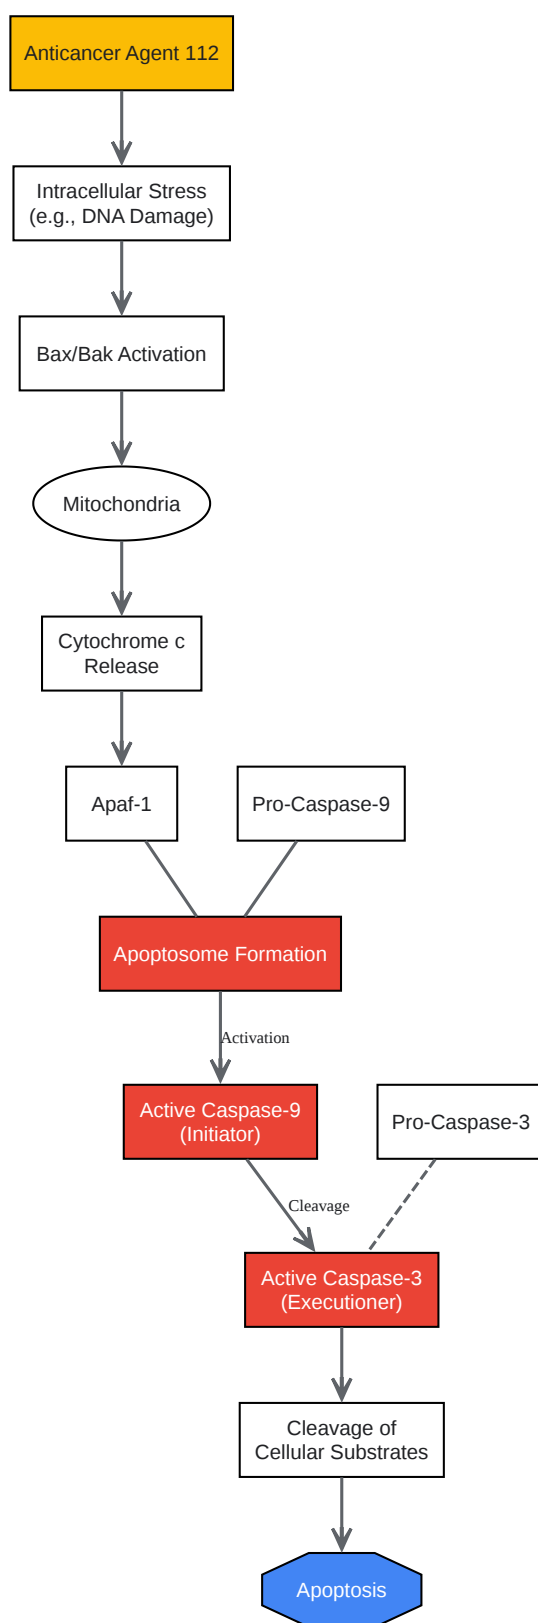 Anticancer Agent 112
Intracellular Stress
(e.g., DNA Damage)
Bax/Bak Activation
Mitochondria
Cytochrome c
Release
Apaf-1
Pro-Caspase-9
Apoptosome Formation
Activation
Active Caspase-9
(Initiator)
Pro-Caspase-3
Cleavage
Active Caspase-3
(Executioner)
Cleavage of
Cellular Substrates
Apoptosis